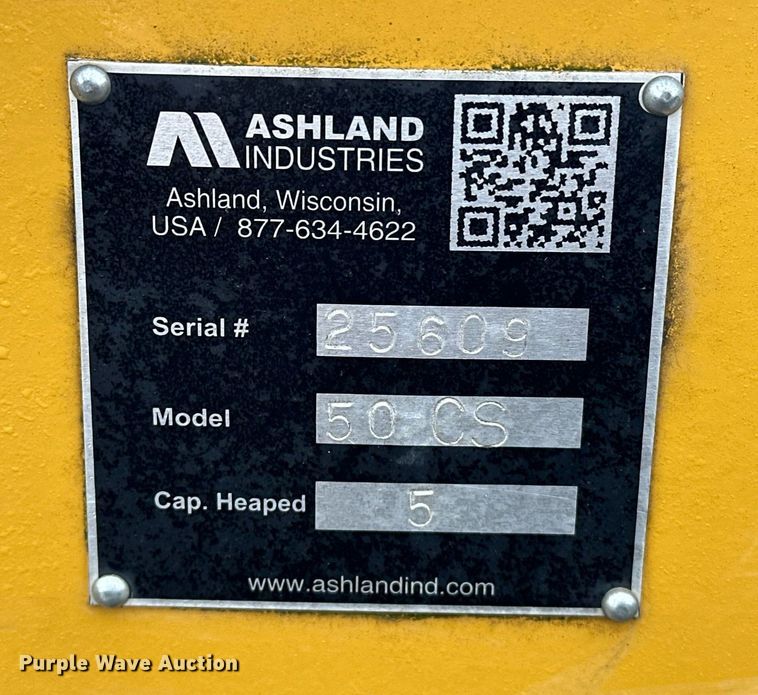 ASHLAND
INDUSTRIES
Ashland, Wisconsin,
USA / 877-634-4622
Serial # 25609
Model 50 CS
Cap. Heaped 5
www.ashlandind.com
Purple Wave Auction